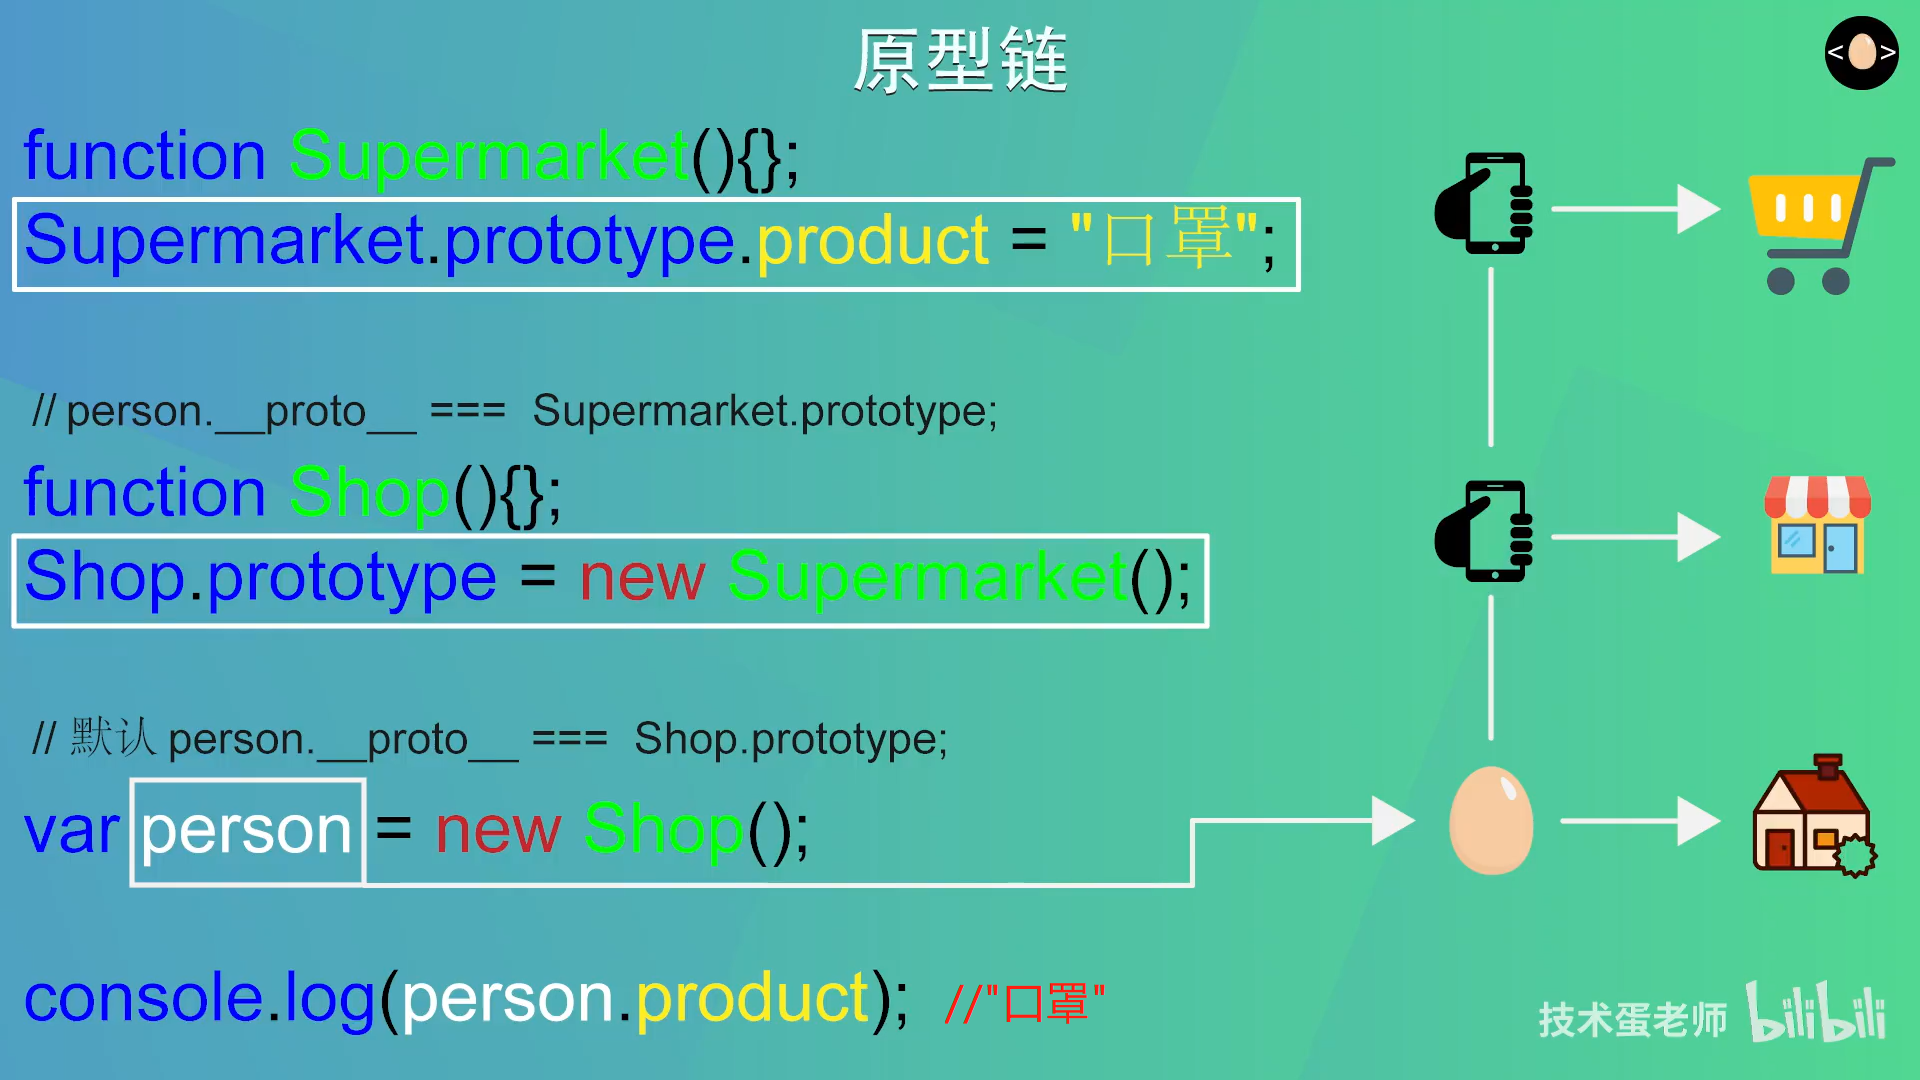 原型链
function Supermarket(){};
Supermarket.prototype.product = "口罩";
// person.__proto__ === Supermarket.prototype;
function Shop(){};
Shop.prototype = new Supermarket();
// 默认 person.__proto__ === Shop.prototype;
var person = new Shop();
console.log(person.product); //"口罩"
技术蛋老师 bilibili